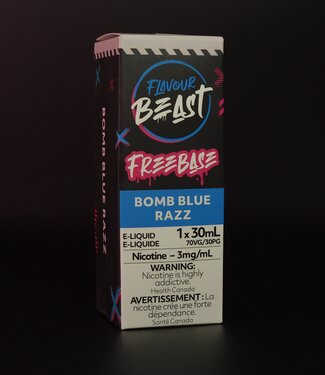 FLAVOUR
BEAST
FREEBASE
BOMB BLUE
RAZZ
E-LIQUID
E-LIQUIDE
1 x 30mL
70VG/30PG
Nicotine – 3mg/mL
WARNING:
Nicotine is highly
addictive.
Health Canada
AVERTISSEMENT : La
nicotine crée une forte
dépendance.
Santé Canada
BOMB BLUE RAZZ